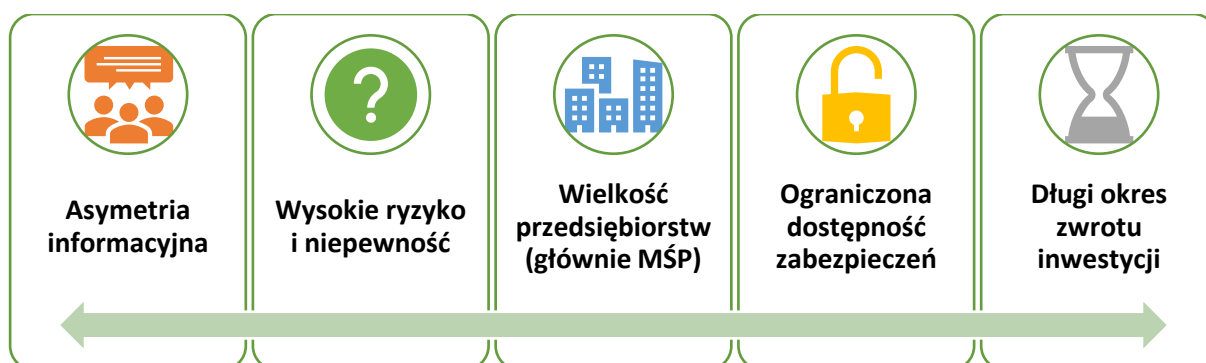 Asymetria
informacyjna
Wysokie ryzyko
i niepewność
Wielkość
przedsiębiorstw
(głównie MŚP)
Ograniczona
dostępność
zabezpieczeń
Długi okres
zwrotu
inwestycji